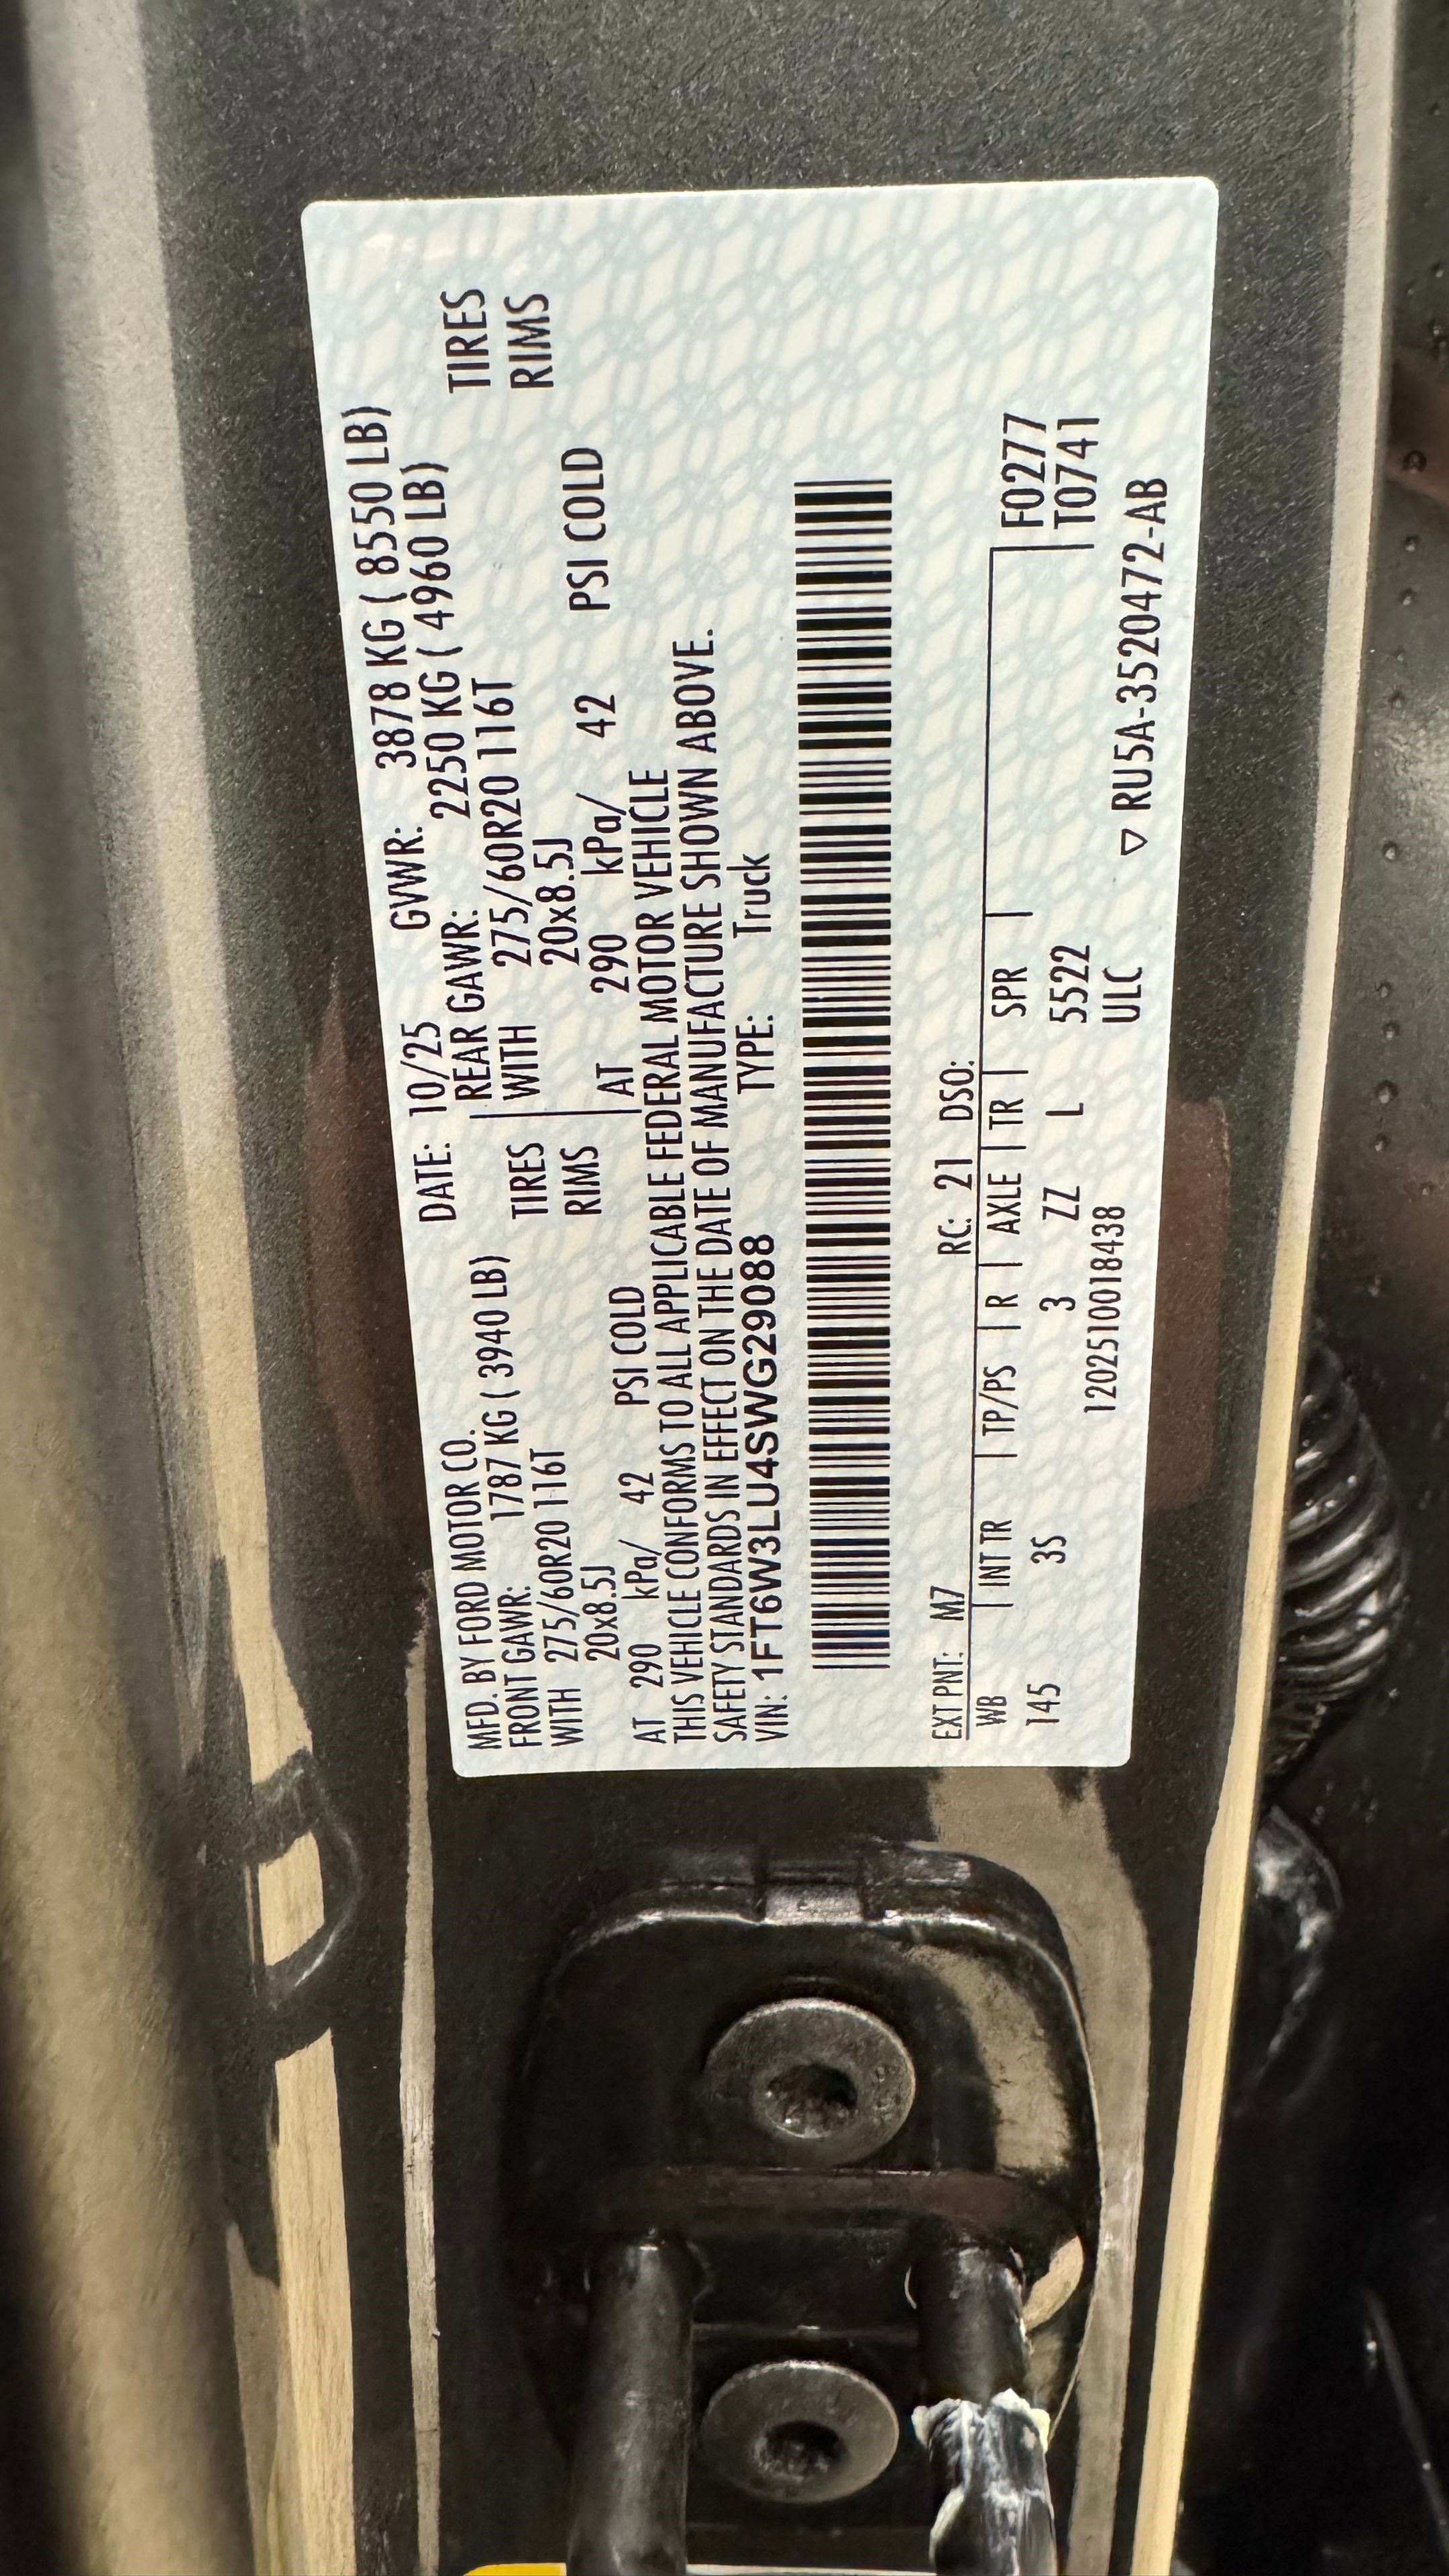 MFD. BY FORD MOTOR CO. DATE: 10/25 GVWR: 3878 KG ( 8550 LB)
FRONT GAWR: 1787 KG ( 3940 LB) REAR GAWR: 2250 KG ( 4960 LB)
WITH 275/60R20 116T TIRES WITH 275/60R20 116T TIRES
20x8.5J RIMS 20x8.5J RIMS
AT 290 kPa/ 42 PSI COLD AT 290 kPa/ 42 PSI COLD
THIS VEHICLE CONFORMS TO ALL APPLICABLE FEDERAL MOTOR VEHICLE
SAFETY STANDARDS IN EFFECT ON THE DATE OF MANUFACTURE SHOWN ABOVE.
VIN: 1FT6W3LU4SWG29088 TYPE: Truck
EXT PNT: M7 RC: 21 DSO:
WB INT TR TP/PS R AXLE TR SPR F0277
145 3S 3 ZZ L 5522 T0741
1202510018438 ULC
▽ RU5A-3520472-AB